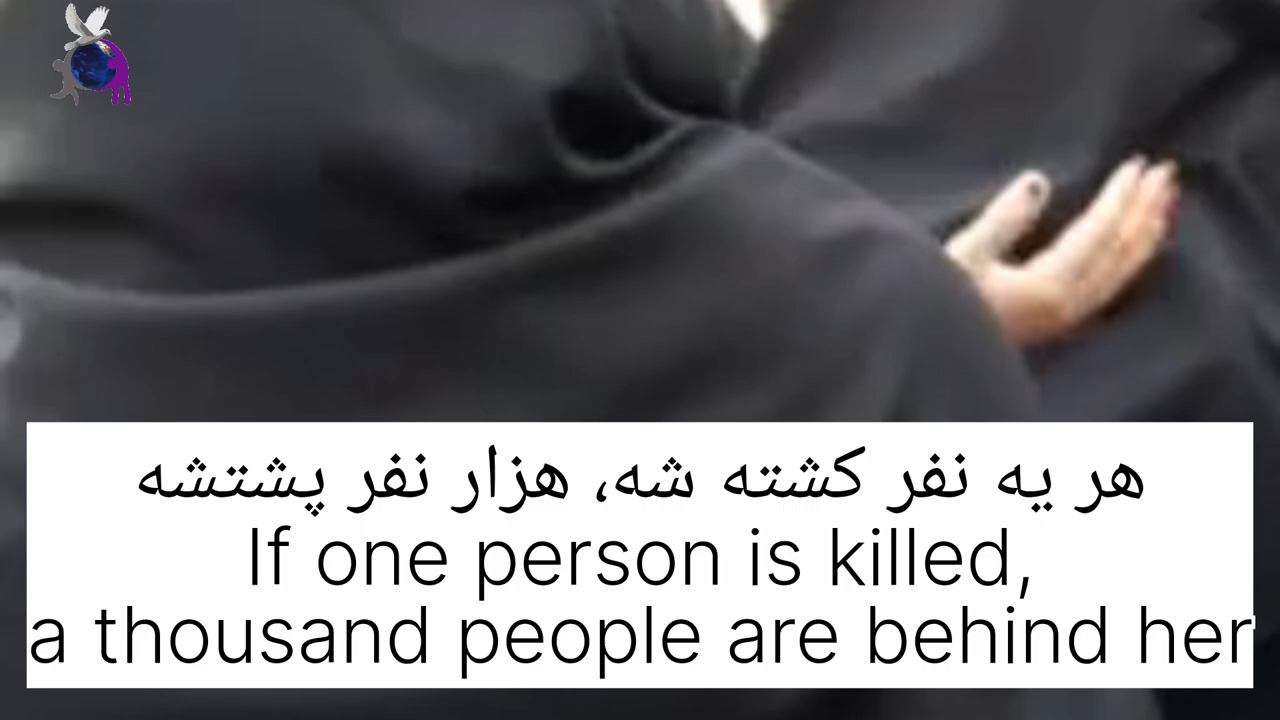 هر یه نفر کشته شه، هزار نفر پشتشه
If one person is killed,
a thousand people are behind her